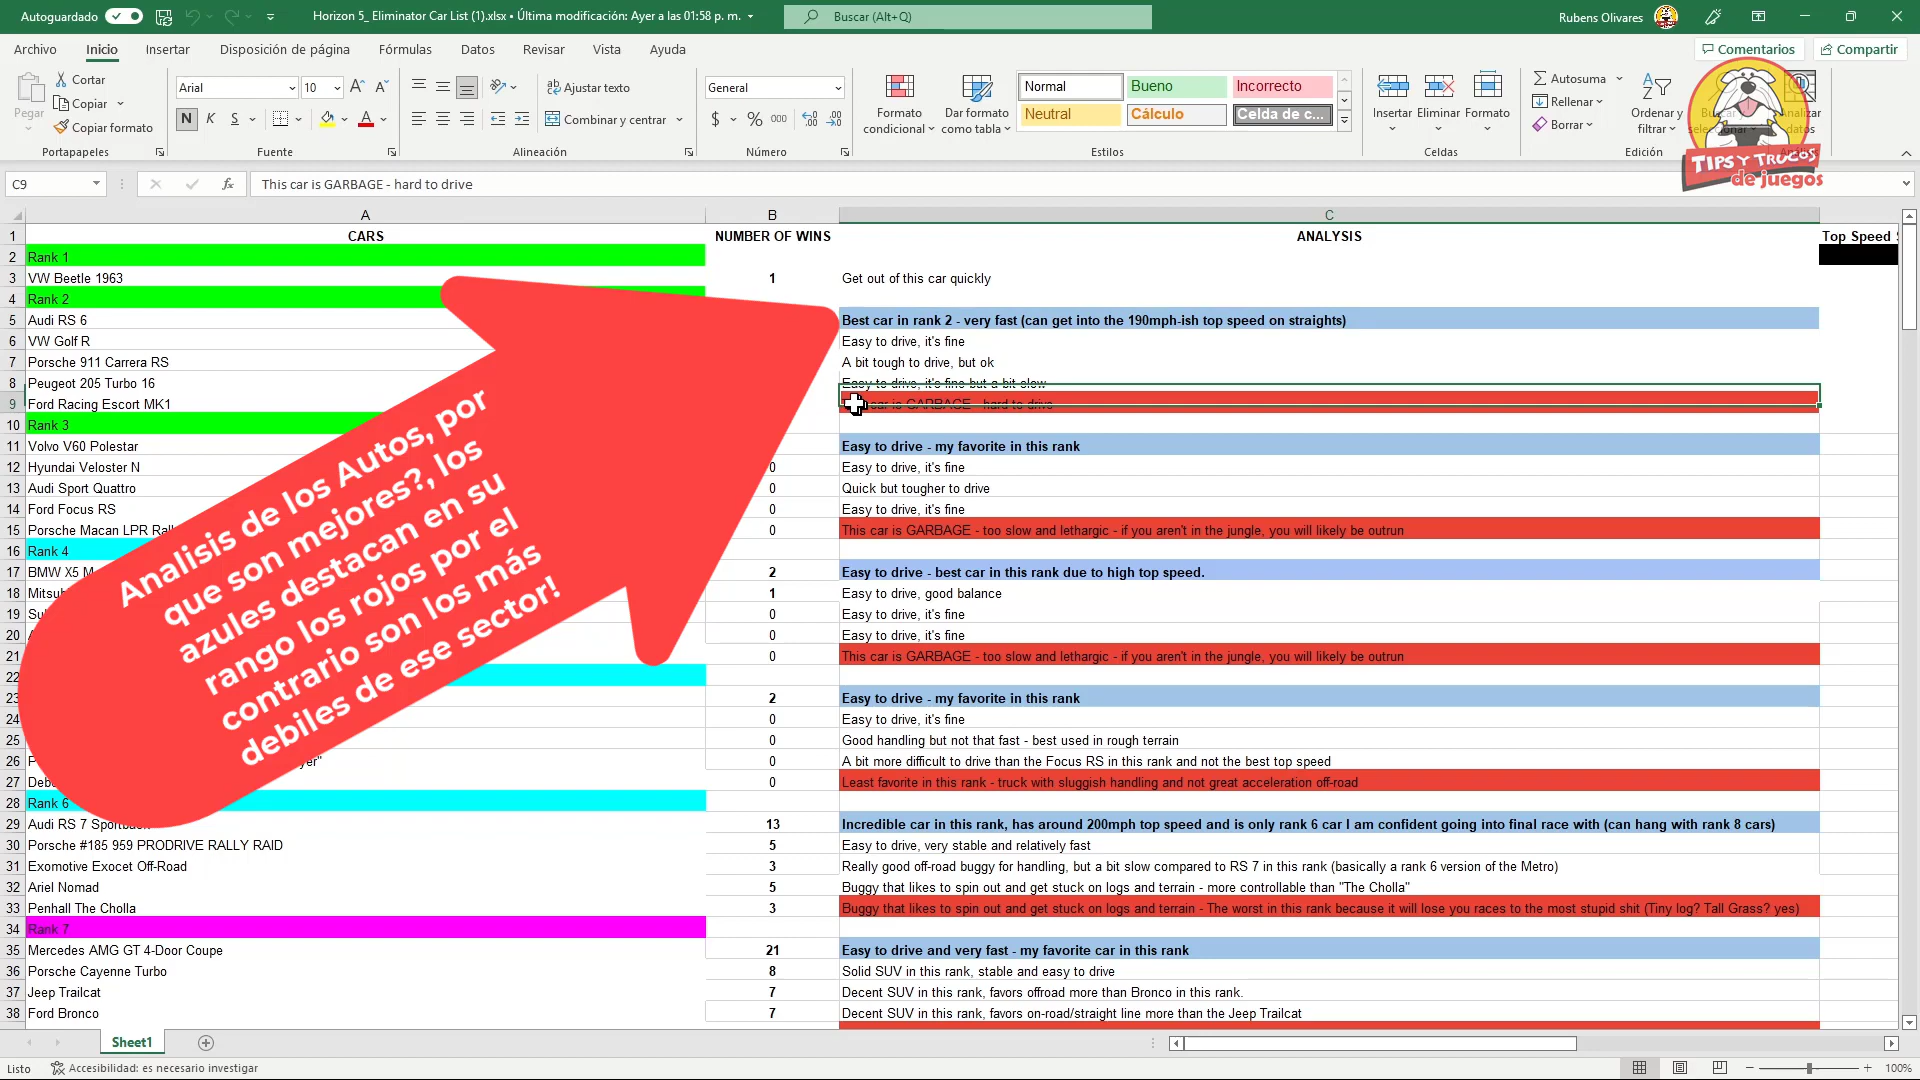 Autoguardado
Horizon 5_ Eliminator Car List (1).xlsx • Última modificación: Ayer a las 01:58 p. m.
Buscar (Alt+Q)
Rubens Olivares
Archivo Inicio Insertar Disposición de página Fórmulas Datos Revisar Vista Ayuda
Comentarios Compartir
Pegar
Cortar
Copiar
Copiar formato
Portapapeles
Arial 10
N K S
Fuente
Ajustar texto
Combinar y centrar
Alineación
General
$ % 000
Número
Formato condicional
Dar formato como tabla
Normal Bueno Incorrecto
Neutral Cálculo Celda de c...
Estilos
Insertar Eliminar Formato
Celdas
Autosuma
Rellenar
Borrar
Ordenar y filtrar
Edición
TIPS Y TRUCOS
de juegos
C9
fx
This car is GARBAGE - hard to drive
A B C
1 CARS NUMBER OF WINS ANALYSIS Top Speed
2 Rank 1
3 VW Beetle 1963 1 Get out of this car quickly
4 Rank 2
5 Audi RS 6 Best car in rank 2 - very fast (can get into the 190mph-ish top speed on straights)
6 VW Golf R Easy to drive, it's fine
7 Porsche 911 Carrera RS A bit tough to drive, but ok
8 Peugeot 205 Turbo 16 Easy to drive, it's fine but a bit slow
9 Ford Racing Escort MK1 car is GARBAGE - hard to drive
10 Rank 3
11 Volvo V60 Polestar Easy to drive - my favorite in this rank
12 Hyundai Veloster N 0 Easy to drive, it's fine
13 Audi Sport Quattro 0 Quick but tougher to drive
14 Ford Focus RS 0 Easy to drive, it's fine
15 Porsche Macan LPR 0 This car is GARBAGE - too slow and lethargic - if you aren't in the jungle, you will likely be outrun
16 Rank 4
17 BMW X5 M 2 Easy to drive - best car in this rank due to high top speed.
18 1 Easy to drive, good balance
19 0 Easy to drive, it's fine
20 0 Easy to drive, it's fine
21 0 This car is GARBAGE - too slow and lethargic - if you aren't in the jungle, you will likely be outrun
22
23 2 Easy to drive - my favorite in this rank
24 0 Easy to drive, it's fine
25 0 Good handling but not that fast - best used in rough terrain
26 0 A bit more difficult to drive than the Focus RS in this rank and not the best top speed
27 0 Least favorite in this rank - truck with sluggish handling and not great acceleration off-road
28 Rank 6
29 Audi RS 7 Sportback 13 Incredible car in this rank, has around 200mph top speed and is only rank 6 car I am confident going into final race with (can hang with rank 8 cars)
30 Porsche #185 959 PRODRIVE RALLY RAID 5 Easy to drive, very stable and relatively fast
31 Exomotive Exocet Off-Road 3 Really good off-road buggy for handling, but a bit slow compared to RS 7 in this rank (basically a rank 6 version of the Metro)
32 Ariel Nomad 5 Buggy that likes to spin out and get stuck on logs and terrain - more controllable than "The Cholla"
33 Penhall The Cholla 3 Buggy that likes to spin out and get stuck on logs and terrain - The worst in this rank because it will lose you races to the most stupid shit (Tiny log? Tall Grass? yes)
34 Rank 7
35 Mercedes AMG GT 4-Door Coupe 21 Easy to drive and very fast - my favorite car in this rank
36 Porsche Cayenne Turbo 8 Solid SUV in this rank, stable and easy to drive
37 Jeep Trailcat 7 Decent SUV in this rank, favors offroad more than Bronco in this rank.
38 Ford Bronco 7 Decent SUV in this rank, favors on-road/straight line more than the Jeep Trailcat
Analisis de los Autos, por
que son mejores?, los
azules destacan en su
rango los rojos por el
contrario son los más
debiles de ese sector!
Sheet1
Listo
Accesibilidad: es necesario investigar
100%